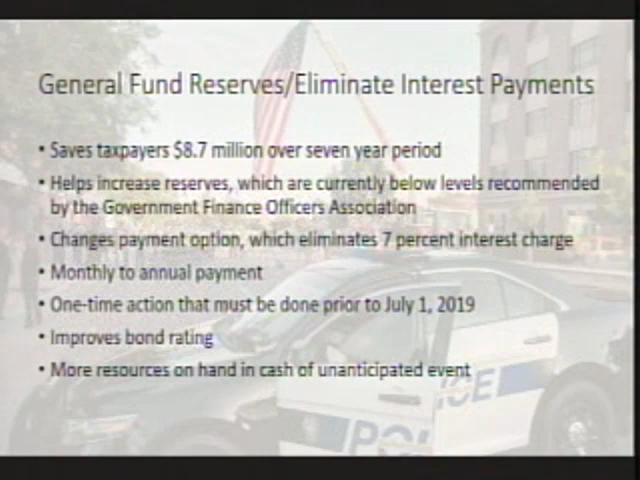 General Fund Reserves/Eliminate Interest Payments
• Saves taxpayers $8.7 million over seven year period
• Helps increase reserves, which are currently below levels recommended
by the Government Finance Officers Association
• Changes payment option, which eliminates 7 percent interest charge
• Monthly to annual payment
• One-time action that must be done prior to July 1, 2019
• Improves bond rating
• More resources on hand in cash of unanticipated event
POLICE